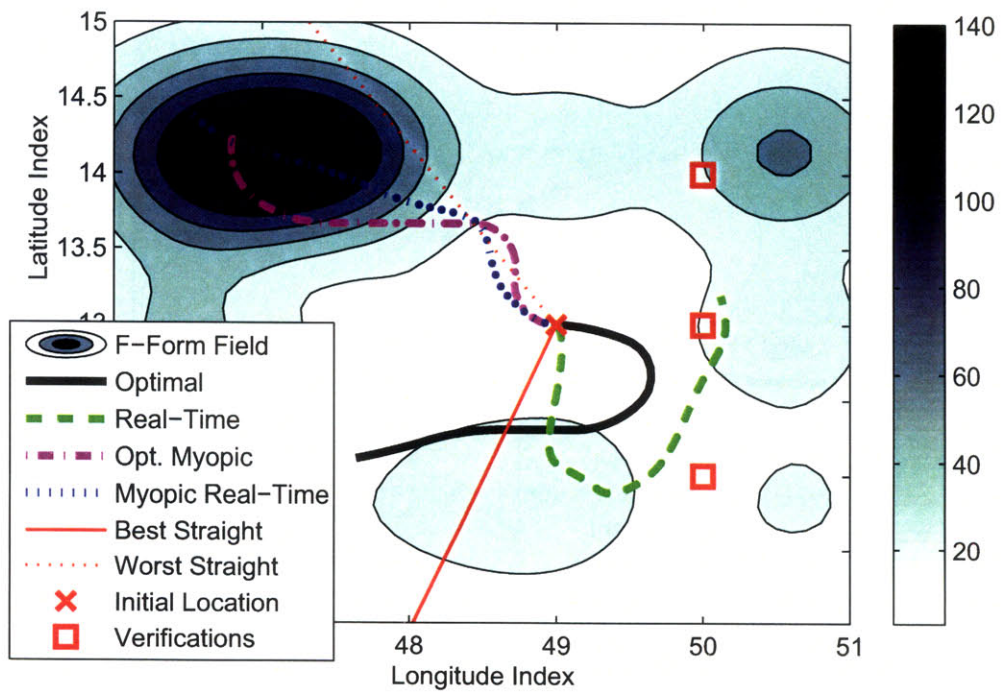 15
14.5
14
13.5
Latitude Index
F-Form Field
Optimal
Real-Time
Opt. Myopic
Myopic Real-Time
Best Straight
Worst Straight
Initial Location
Verifications
48
49
50
51
Longitude Index
140
120
100
80
60
40
20